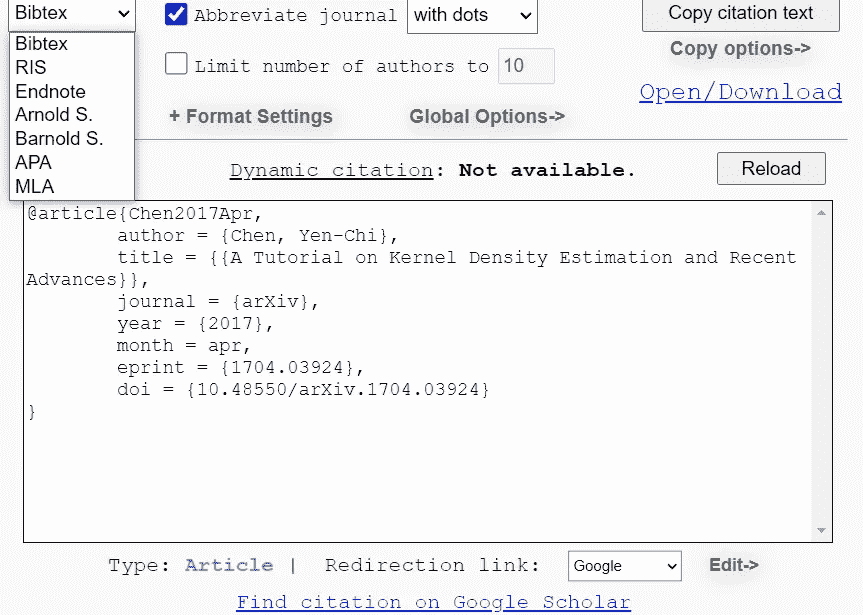 Bibtex
Abbreviate journal with dots
Copy citation text
Bibtex
RIS
Endnote
Arnold S.
Barnold S.
APA
MLA
Limit number of authors to 10
Copy options->
Open/Download
+ Format Settings
Global Options->
Dynamic citation: Not available.
Reload
@article{Chen2017Apr,
author = {Chen, Yen-Chi},
title = {{A Tutorial on Kernel Density Estimation and Recent
Advances}},
journal = {arXiv},
year = {2017},
month = apr,
eprint = {1704.03924},
doi = {10.48550/arXiv.1704.03924}
}
Type: Article | Redirection link: Google Edit->
Find citation on Google Scholar